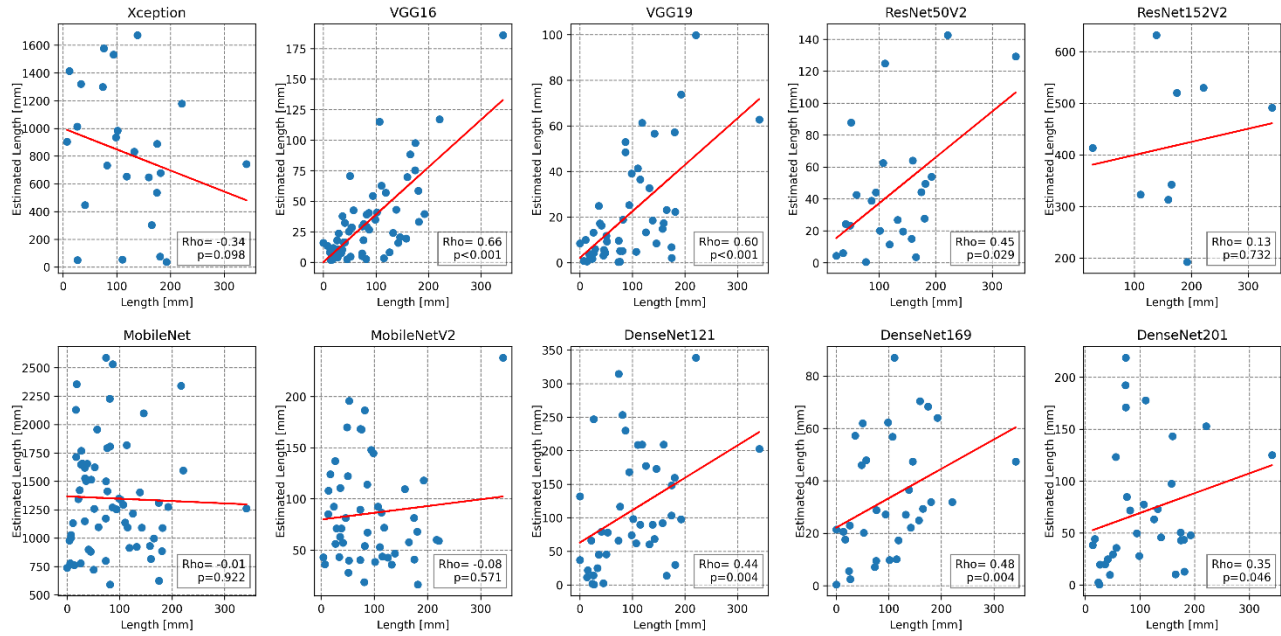 Xception
VGG16
VGG19
ResNet50V2
ResNet152V2
Estimated Length [mm]
1600
1400
1200
1000
800
600
400
200
0
0 100 200 300
Length [mm]
Rho= -0.34
p=0.098
Estimated Length [mm]
175
150
125
100
75
50
25
0
0 100 200 300
Length [mm]
Rho= 0.66
p<0.001
Estimated Length [mm]
100
80
60
40
20
0
0 100 200 300
Length [mm]
Rho= 0.60
p<0.001
Estimated Length [mm]
140
120
100
80
60
40
20
0
100 200 300
Length [mm]
Rho= 0.45
p=0.029
Estimated Length [mm]
600
500
400
300
200
100 200 300
Length [mm]
Rho= 0.13
p=0.732
MobileNet
MobileNetV2
DenseNet121
DenseNet169
DenseNet201
Estimated Length [mm]
2500
2250
2000
1750
1500
1250
1000
750
500
0 100 200 300
Length [mm]
Rho= -0.01
p=0.922
Estimated Length [mm]
200
150
100
50
0 100 200 300
Length [mm]
Rho= -0.08
p=0.571
Estimated Length [mm]
350
300
250
200
150
100
50
0
0 100 200 300
Length [mm]
Rho= 0.44
p=0.004
Estimated Length [mm]
80
60
40
20
0
0 100 200 300
Length [mm]
Rho= 0.48
p=0.004
Estimated Length [mm]
200
150
100
50
0
100 200 300
Length [mm]
Rho= 0.35
p=0.046